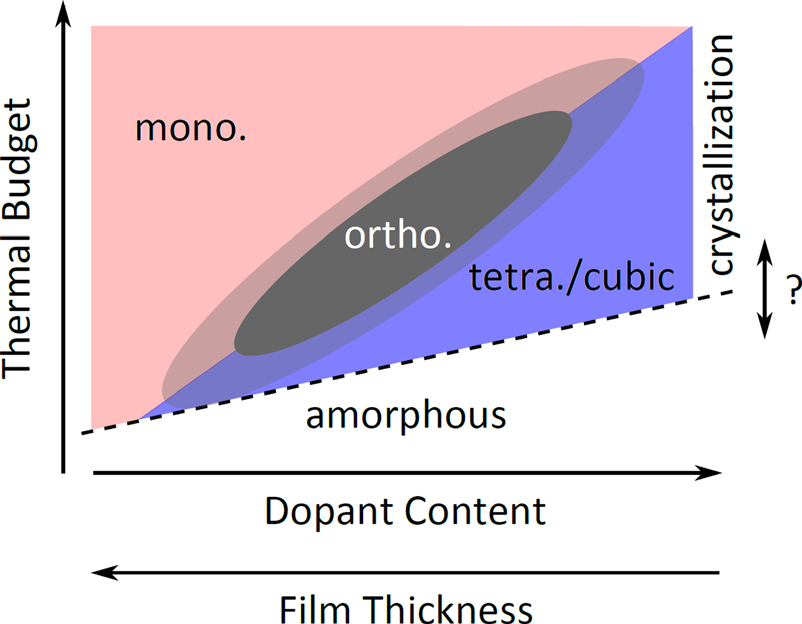 Thermal Budget
mono.
ortho.
tetra./cubic
crystallization
?
amorphous
Dopant Content
Film Thickness